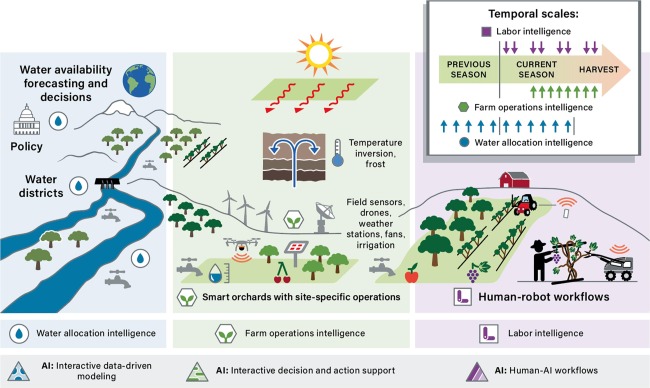 Temporal scales:
Labor intelligence
PREVIOUS
SEASON
CURRENT
SEASON
HARVEST
Farm operations intelligence
Water allocation intelligence
Water availability
forecasting and
decisions
Policy
Water
districts
Temperature
inversion,
frost
Field sensors,
drones,
weather
stations, fans,
irrigation
Smart orchards with site-specific operations
Human-robot workflows
Water allocation intelligence
Farm operations intelligence
Labor intelligence
AI: Interactive data-driven
modeling
AI: Interactive decision and action support
AI: Human-AI workflows